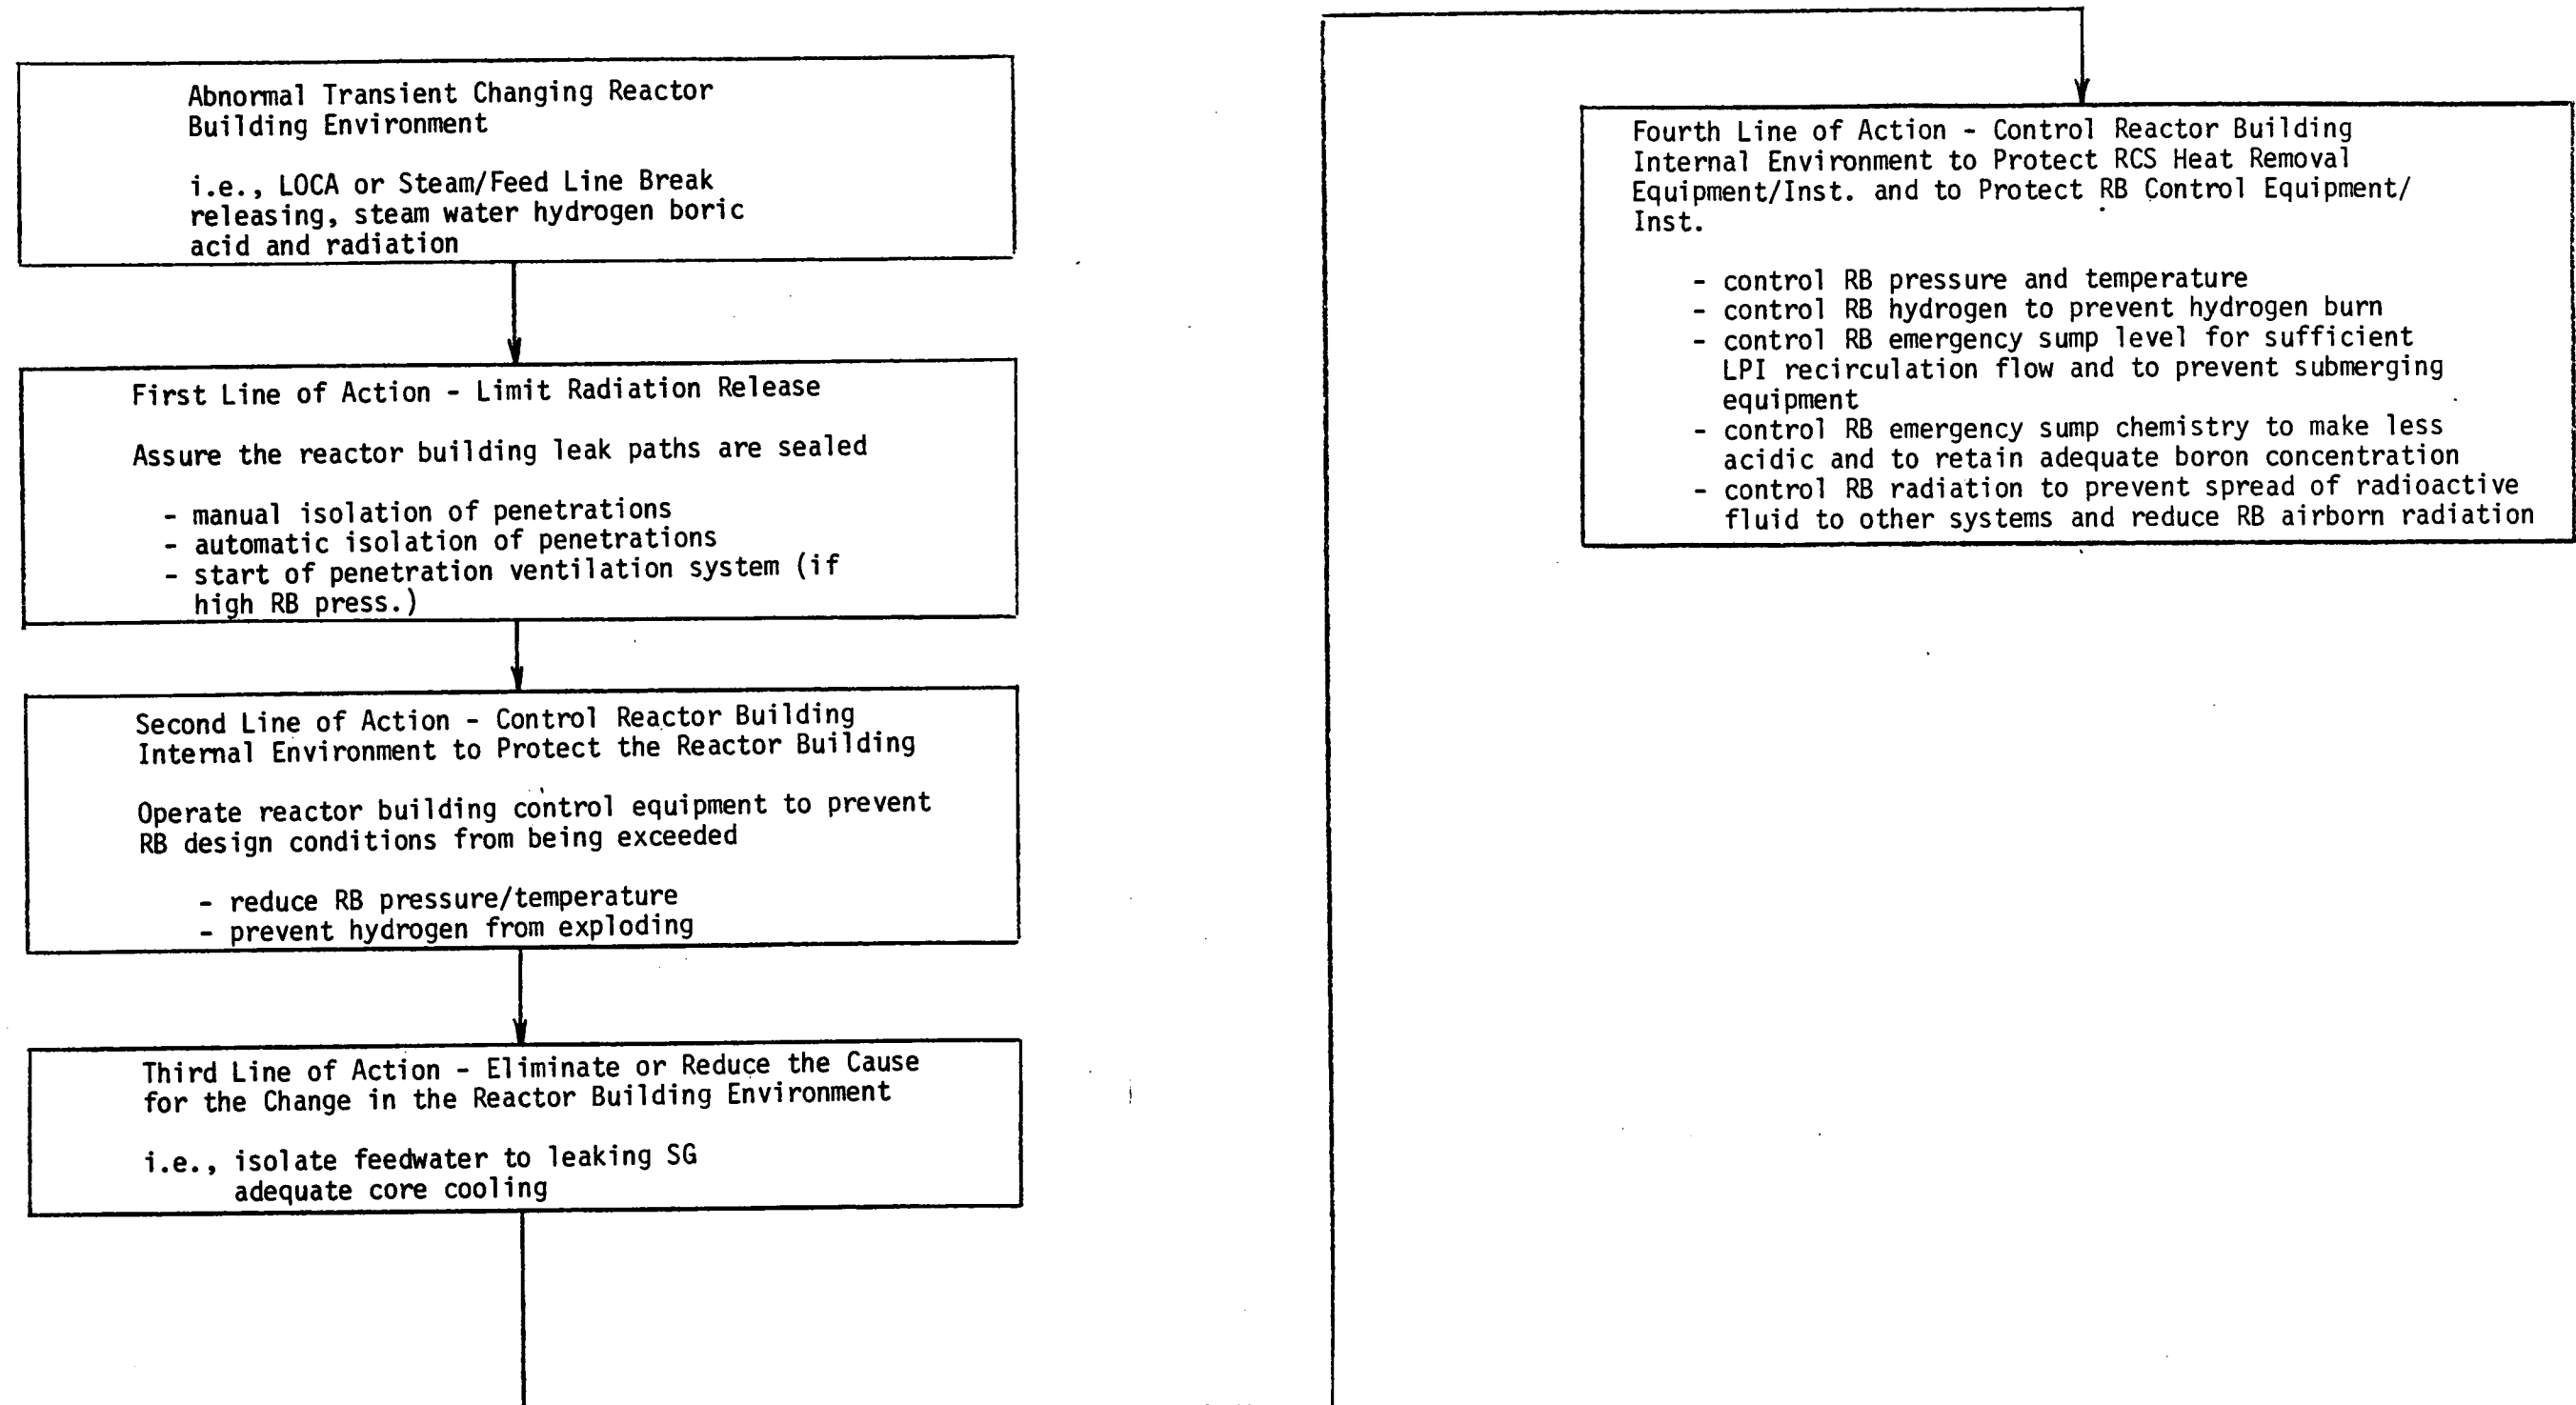 Abnormal Transient Changing Reactor
Building Environment
i.e., LOCA or Steam/Feed Line Break
releasing, steam water hydrogen boric
acid and radiation
First Line of Action - Limit Radiation Release
Assure the reactor building leak paths are sealed
- manual isolation of penetrations
- automatic isolation of penetrations
- start of penetration ventilation system (if
high RB press.)
Second Line of Action - Control Reactor Building
Internal Environment to Protect the Reactor Building
Operate reactor building control equipment to prevent
RB design conditions from being exceeded
- reduce RB pressure/temperature
- prevent hydrogen from exploding
Third Line of Action - Eliminate or Reduce the Cause
for the Change in the Reactor Building Environment
i.e., isolate feedwater to leaking SG
adequate core cooling
Fourth Line of Action - Control Reactor Building
Internal Environment to Protect RCS Heat Removal
Equipment/Inst. and to Protect RB Control Equipment/
Inst.
- control RB pressure and temperature
- control RB hydrogen to prevent hydrogen burn
- control RB emergency sump level for sufficient
LPI recirculation flow and to prevent submerging
equipment
- control RB emergency sump chemistry to make less
acidic and to retain adequate boron concentration
- control RB radiation to prevent spread of radioactive
fluid to other systems and reduce RB airborn radiation